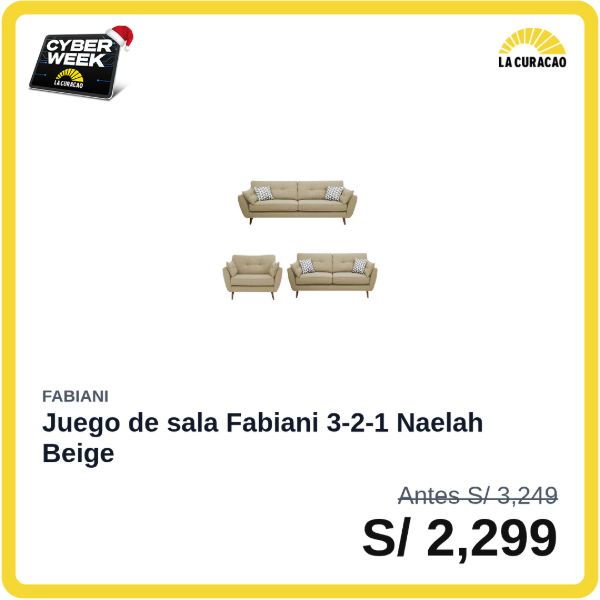 CYBER
WEEK
LA CURACAO
LA CURACAO
FABIANI
Juego de sala Fabiani 3-2-1 Naelah
Beige
Antes S/ 3,249
S/ 2,299